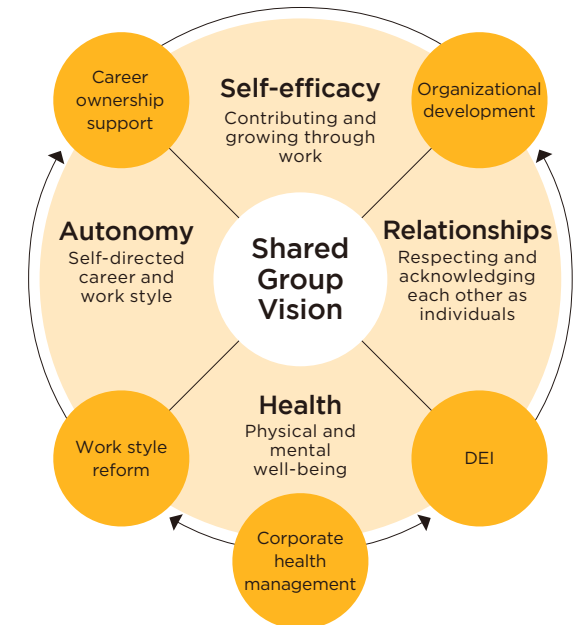 Career
ownership
support
Self-efficacy
Contributing and
growing through
work
Organizational
development
Autonomy
Self-directed
career and
work style
Shared
Group
Vision
Relationships
Respecting and
acknowledging
each other as
individuals
Health
Physical and
mental
well-being
Work style
reform
DEI
Corporate
health
management